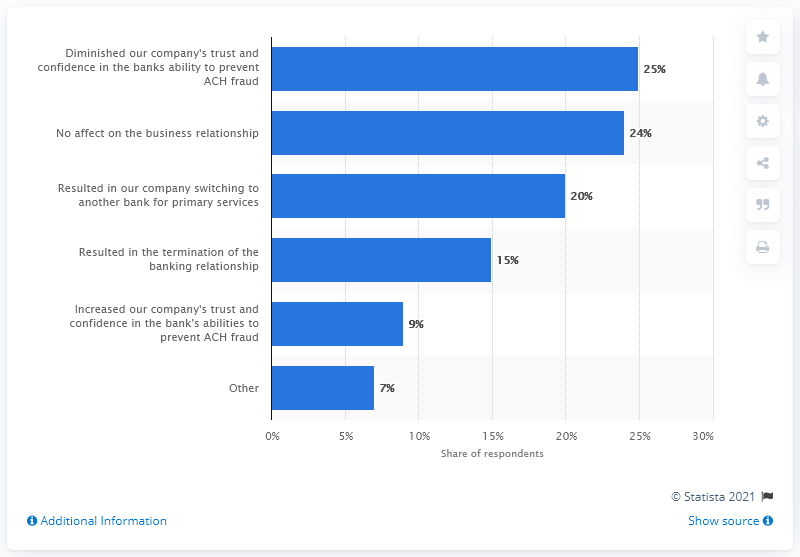 Diminished our company's trust and
confidence in the banks ability to prevent
ACH fraud
25%
No affect on the business relationship
24%
Resulted in our company switching to
another bank for primary services
20%
Resulted in the termination of the
banking relationship
15%
Increased our company's trust and
confidence in the bank's abilities to
prevent ACH fraud
9%
Other
7%
0% 5% 10% 15% 20% 25% 30%
Share of respondents
© Statista 2021
Additional Information
Show source